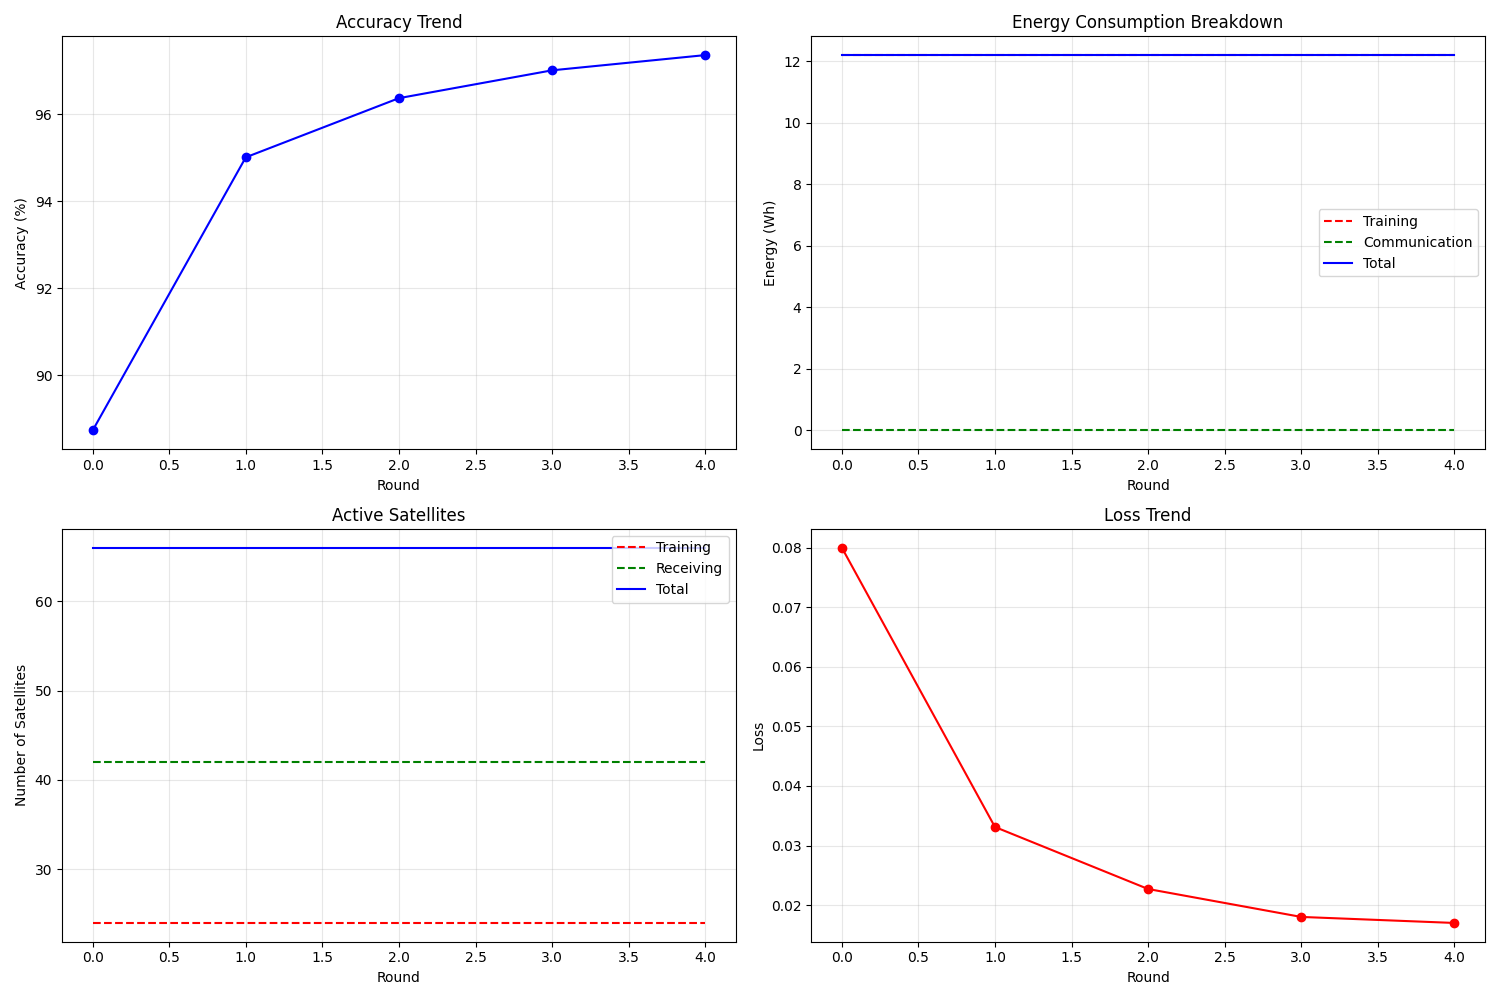 Accuracy Trend
Accuracy (%)
96
94
92
90
0.0 0.5 1.0 1.5 2.0 2.5 3.0 3.5 4.0
Round
Energy Consumption Breakdown
Energy (Wh)
12
10
8
6
4
2
0
Training
Communication
Total
0.0 0.5 1.0 1.5 2.0 2.5 3.0 3.5 4.0
Round
Active Satellites
Number of Satellites
60
50
40
30
Training
Receiving
Total
0.0 0.5 1.0 1.5 2.0 2.5 3.0 3.5 4.0
Round
Loss Trend
Loss
0.08
0.07
0.06
0.05
0.04
0.03
0.02
0.0 0.5 1.0 1.5 2.0 2.5 3.0 3.5 4.0
Round